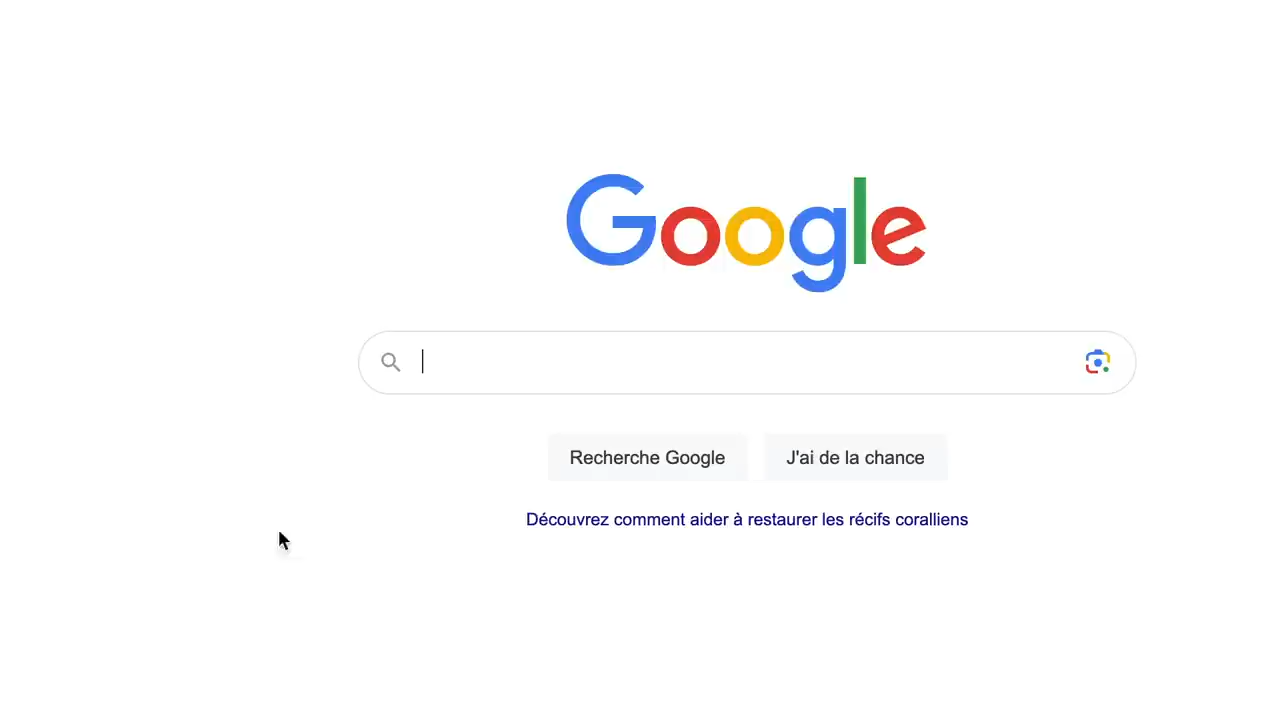 Google
Recherche Google
J'ai de la chance
Découvrez comment aider à restaurer les récifs coralliens